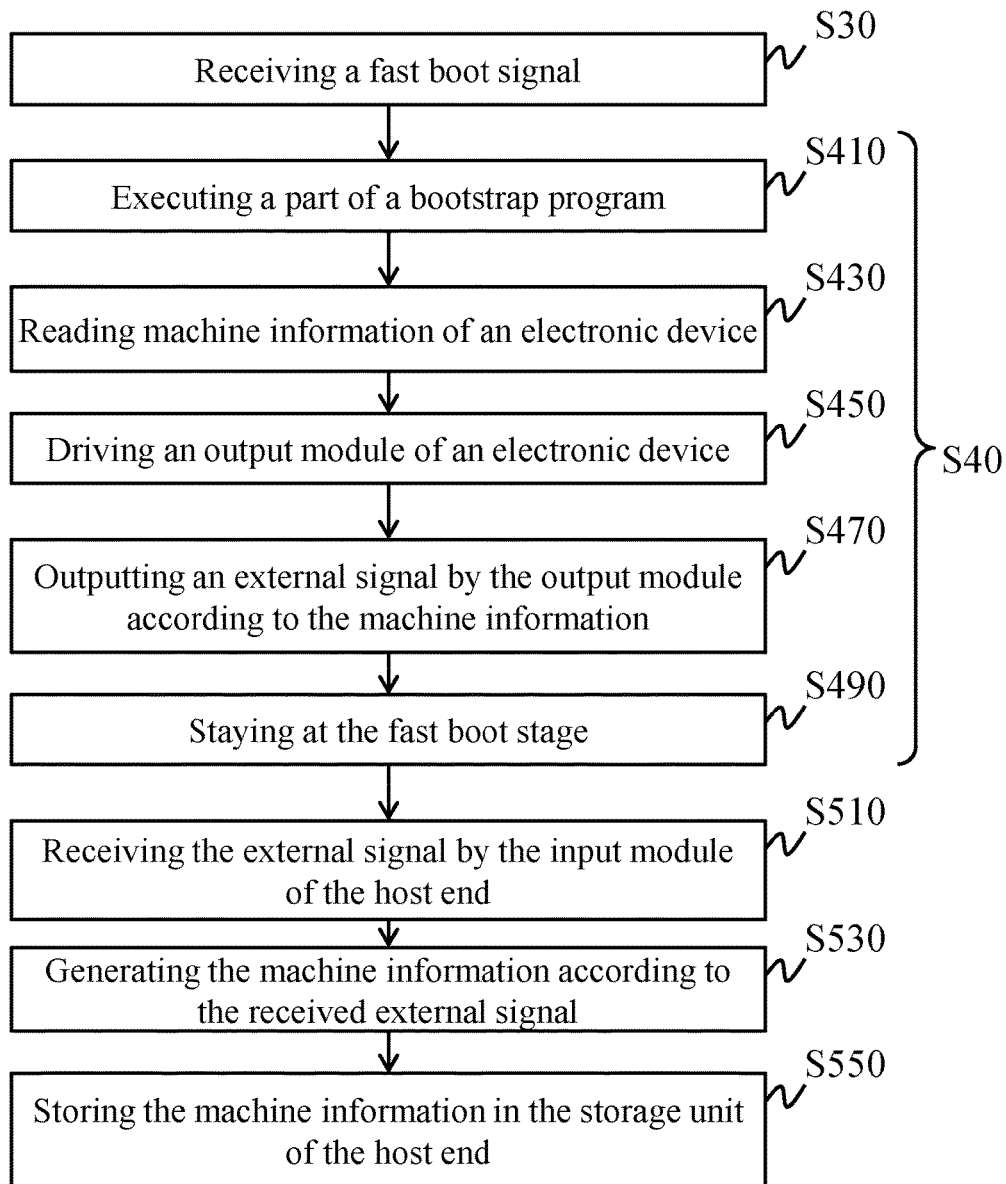 S30
Receiving a fast boot signal
S410
Executing a part of a bootstrap program
S430
Reading machine information of an electronic device
S450
Driving an output module of an electronic device
S40
S470
Outputting an external signal by the output module
according to the machine information
S490
Staying at the fast boot stage
S510
Receiving the external signal by the input module
of the host end
S530
Generating the machine information according to
the received external signal
S550
Storing the machine information in the storage unit
of the host end